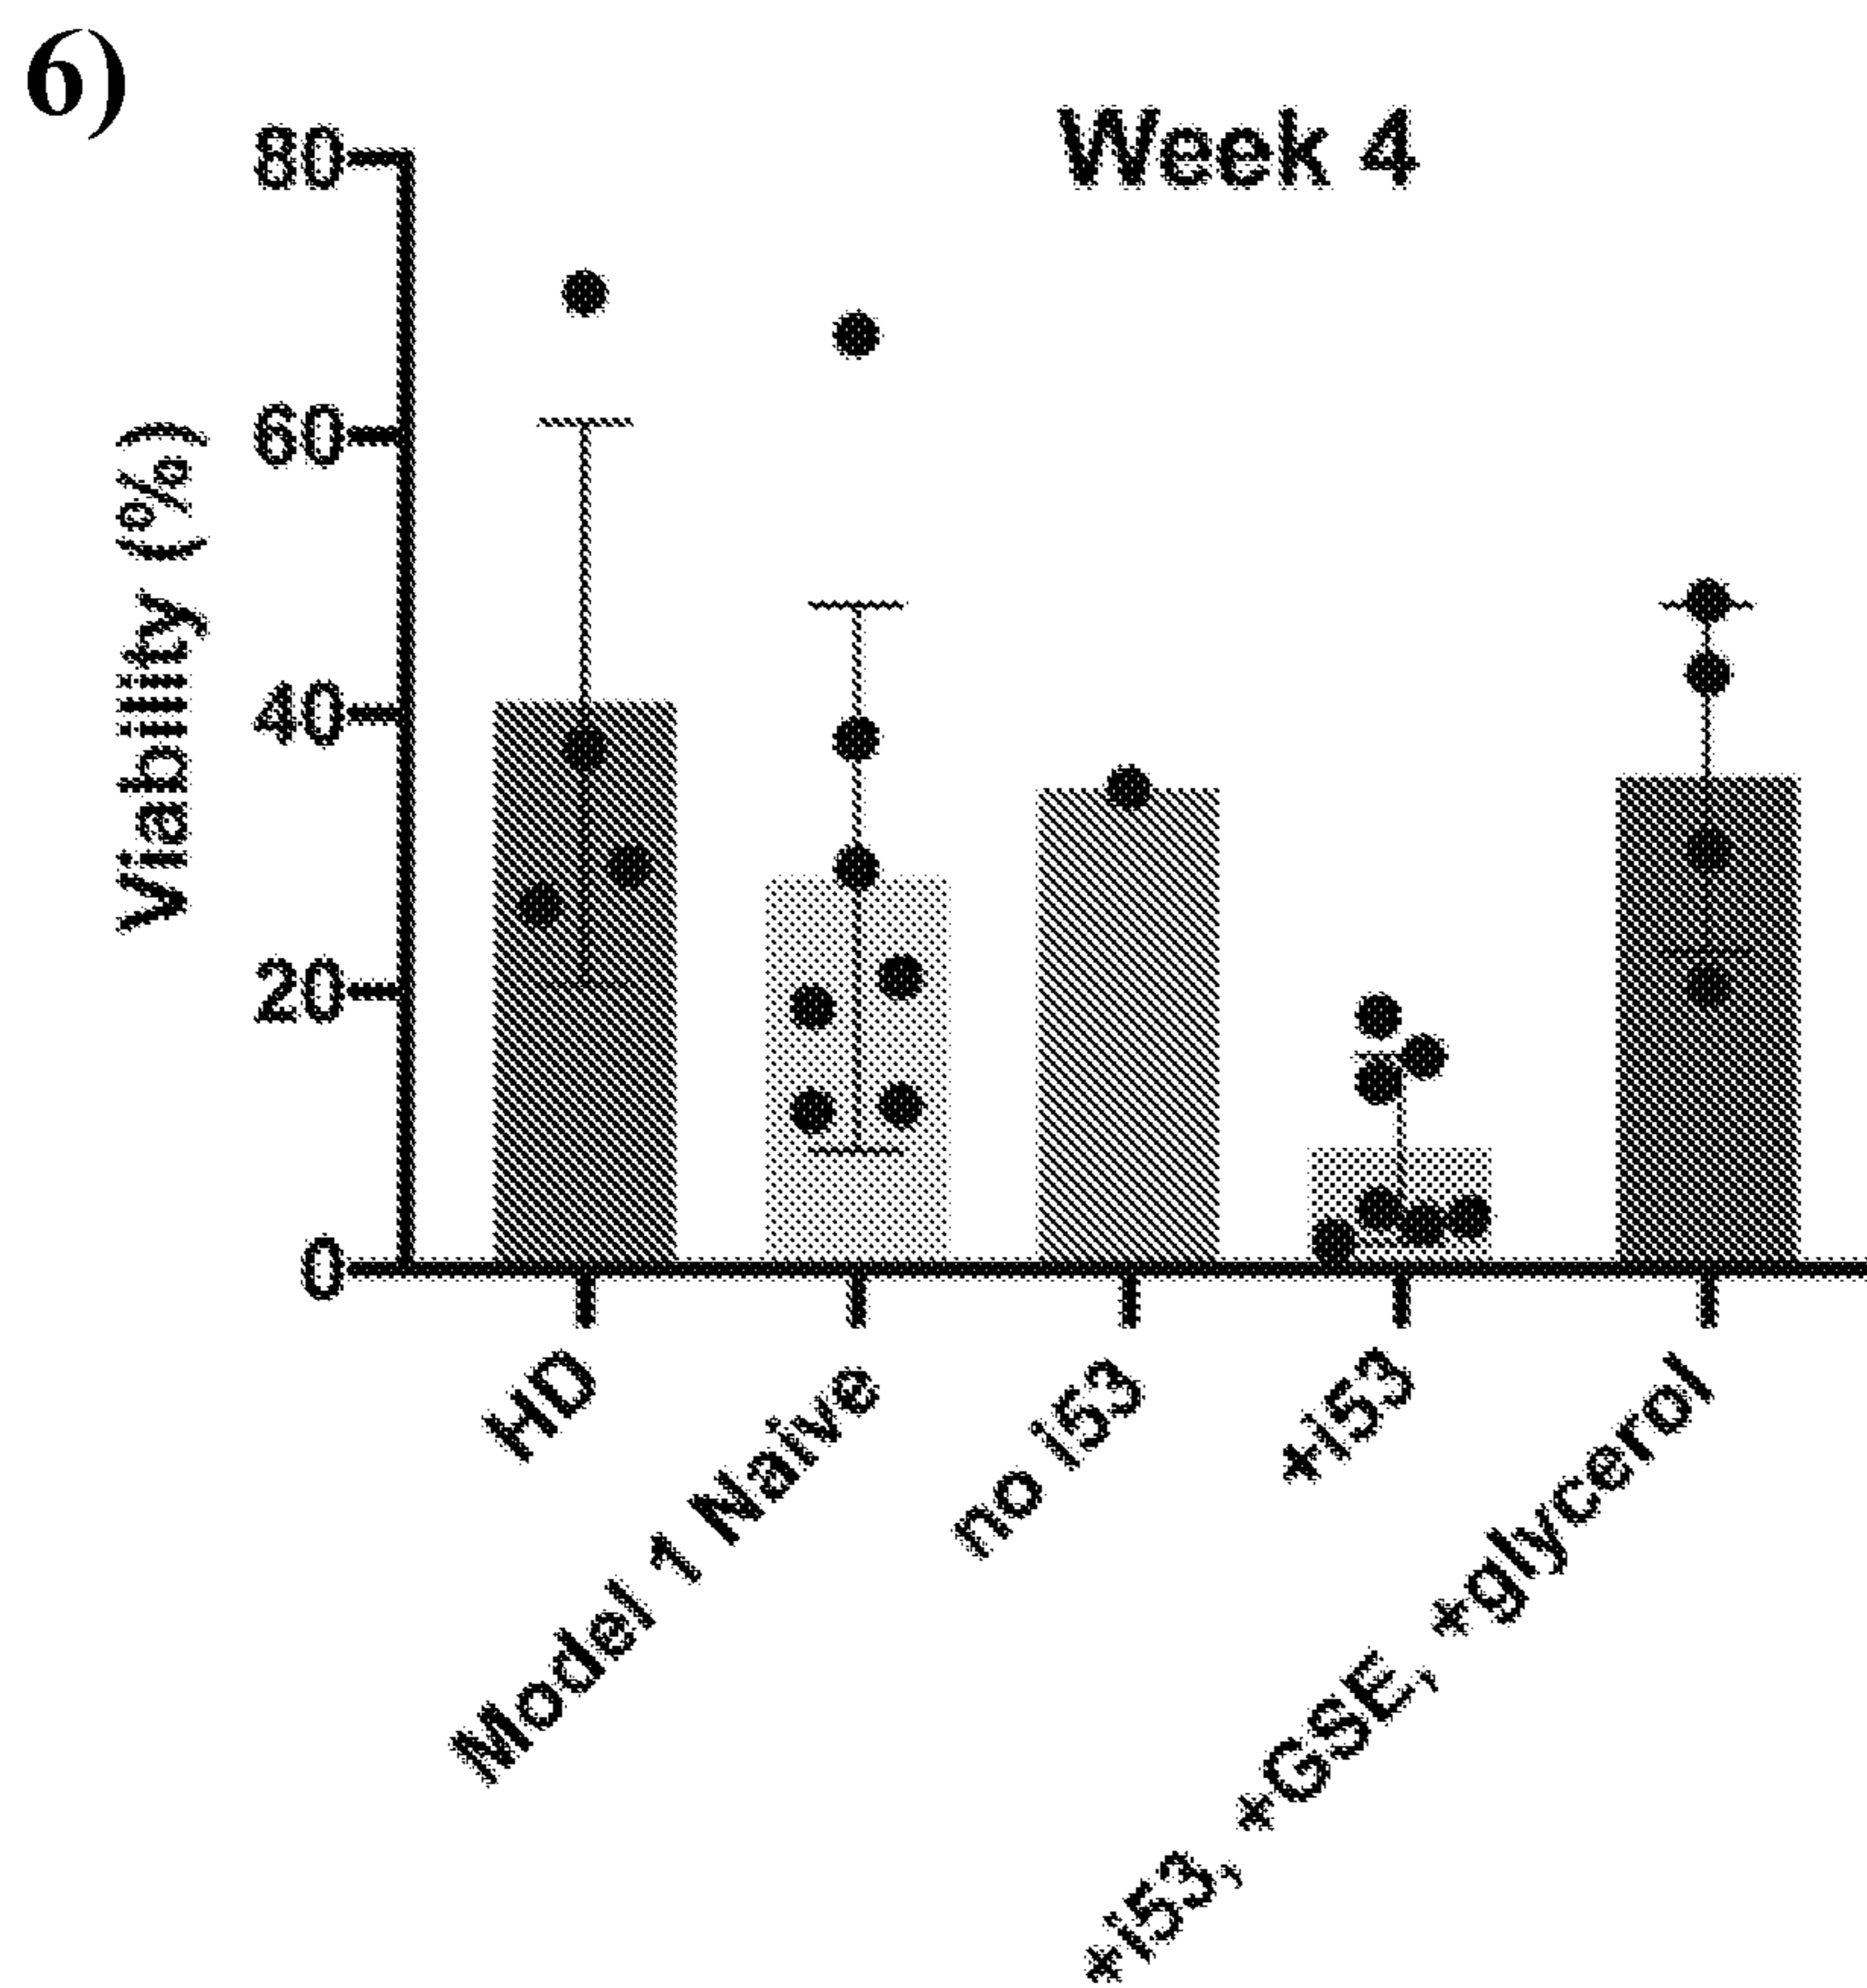 6)
Week 4
Viability (%)
80
60
40
20
0
HD
Model 1 Naive
no i53
+i53
+i53, +GSE, +glycerol